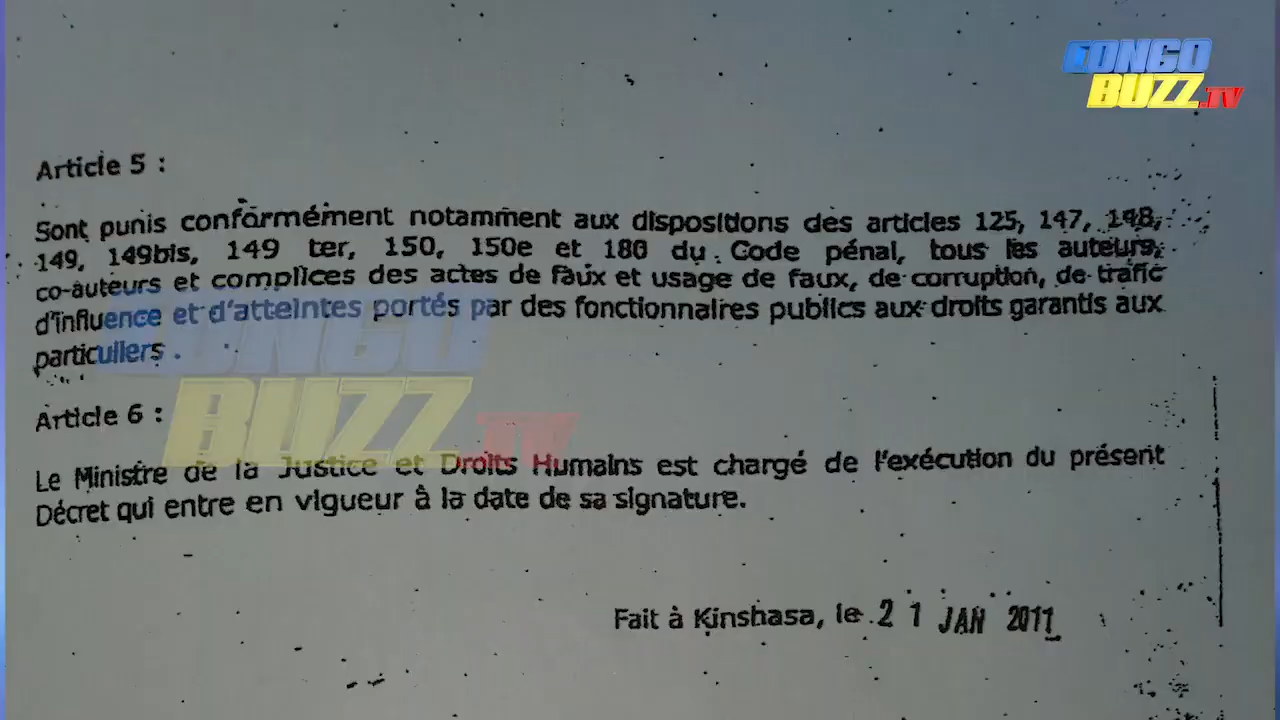 CONGO
BUZZ.TV
Article 5 :
Sont punis conformément notamment aux dispositions des articles 125, 147, 148,
149, 149bis, 149 ter, 150, 150e et 180 du Code pénal, tous les auteurs,
co-auteurs et complices des actes de faux et usage de faux, de corruption, de trafic
d'influence et d'atteintes portés par des fonctionnaires publics aux droits garantis aux
particuliers .
CONGO
BUZZ.TV
Article 6 :
Le Ministre de la Justice et Droits Humains est chargé de l'exécution du présent
Décret qui entre en vigueur à la date de sa signature.
Fait à Kinshasa, le 21 JAN 2011